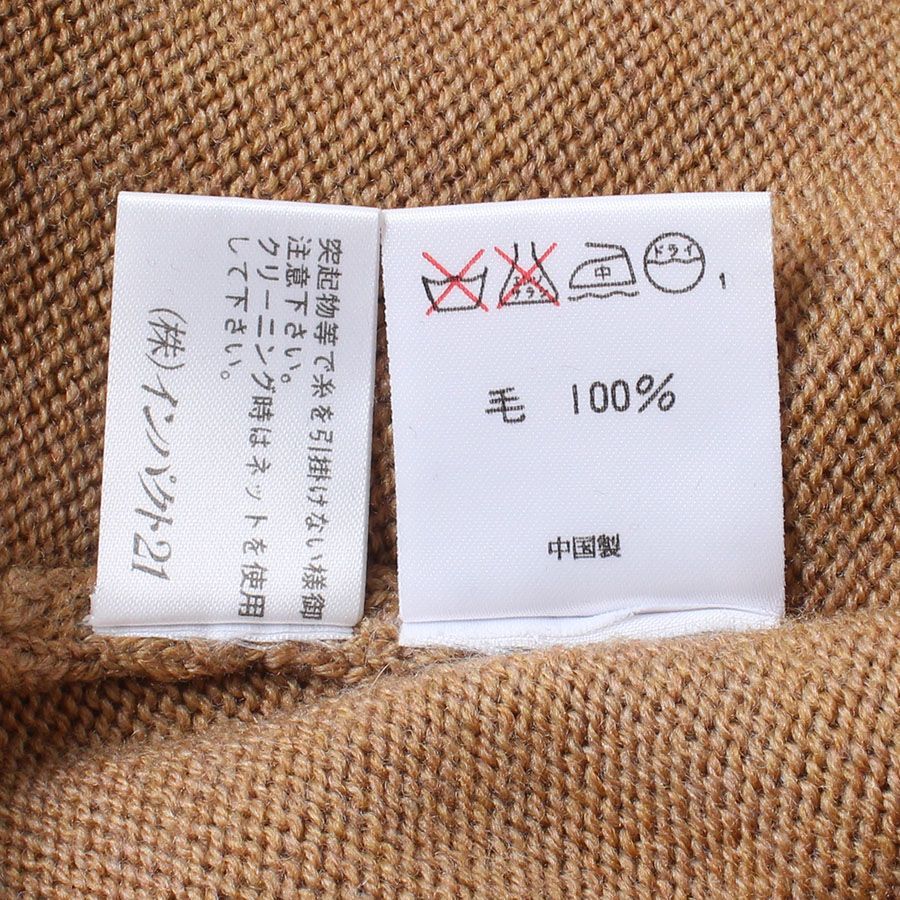 突起物等で糸を引掛けない様御
注意下さい。
クリーニング時はネットを使用
して下さい。
(株)インパクト21
中
ドライ
1
毛 100%
中国製